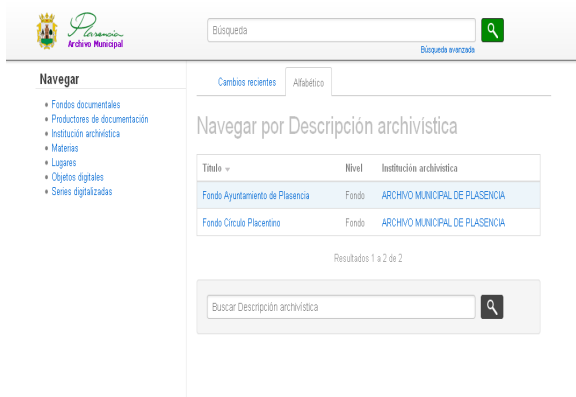 Plasencia
Archivo Municipal
Búsqueda
Búsqueda avanzada
Navegar
Fondos documentales
Productores de documentación
Institución archivística
Materias
Lugares
Objetos digitales
Series digitalizadas
Cambios recientes
Alfabético
Navegar por Descripción archivística
Título Nivel Institución archivística
Fondo Ayuntamiento de Plasencia Fondo ARCHIVO MUNICIPAL DE PLASENCIA
Fondo Círculo Placentino Fondo ARCHIVO MUNICIPAL DE PLASENCIA
Resultados 1 a 2 de 2
Buscar Descripción archivística